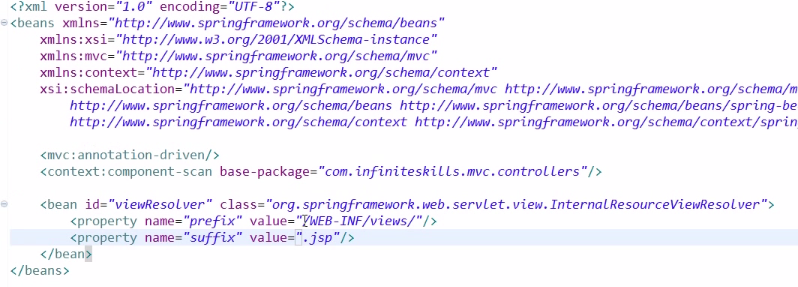 <?xml version="1.0" encoding="UTF-8"?>
<beans xmlns="http://www.springframework.org/schema/beans"
xmlns:xsi="http://www.w3.org/2001/XMLSchema-instance"
xmlns:mvc="http://www.springframework.org/schema/mvc"
xmlns:context="http://www.springframework.org/schema/context"
xsi:schemaLocation="http://www.springframework.org/schema/mvc http://www.springframework.org/schema/m
http://www.springframework.org/schema/beans http://www.springframework.org/schema/beans/spring-be
http://www.springframework.org/schema/context http://www.springframework.org/schema/context/sprin
<mvc:annotation-driven/>
<context:component-scan base-package="com.infiniteskills.mvc.controllers"/>
<bean id="viewResolver" class="org.springframework.web.servlet.view.InternalResourceViewResolver">
<property name="prefix" value="/WEB-INF/views/"/>
<property name="suffix" value=".jsp"/>
</bean>
</beans>